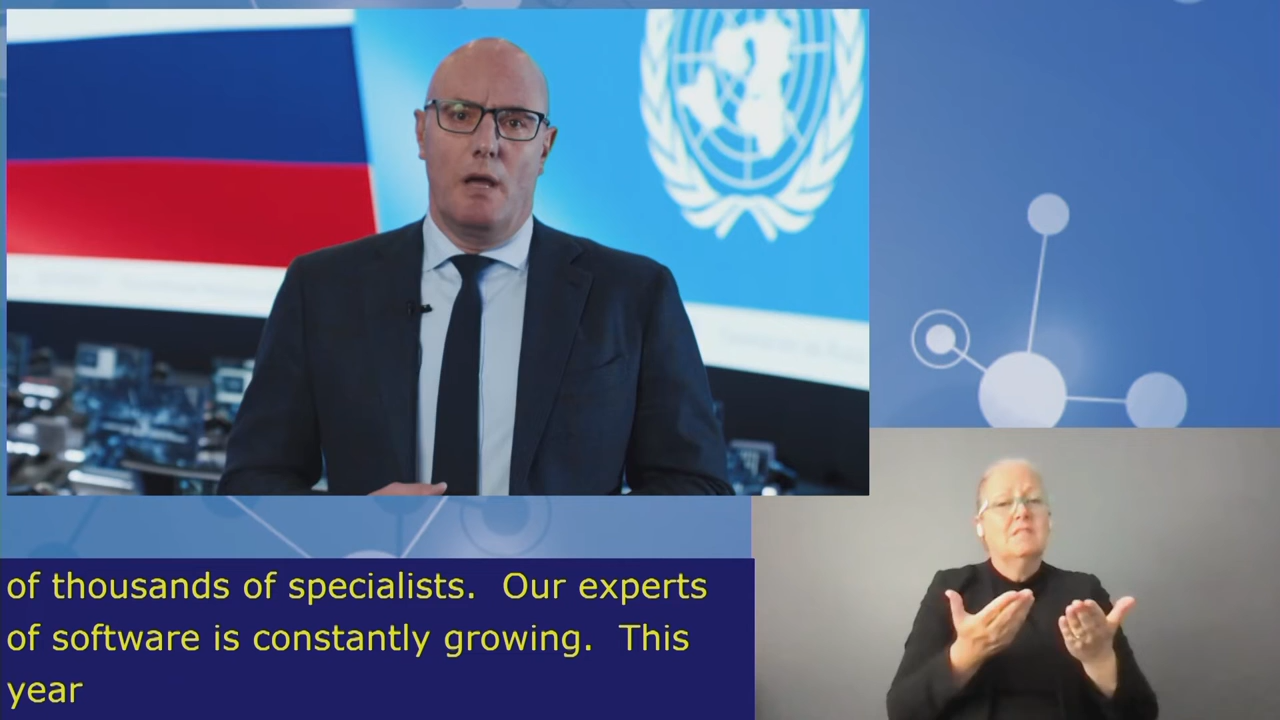 of thousands of specialists.  Our experts
of software is constantly growing.  This
year